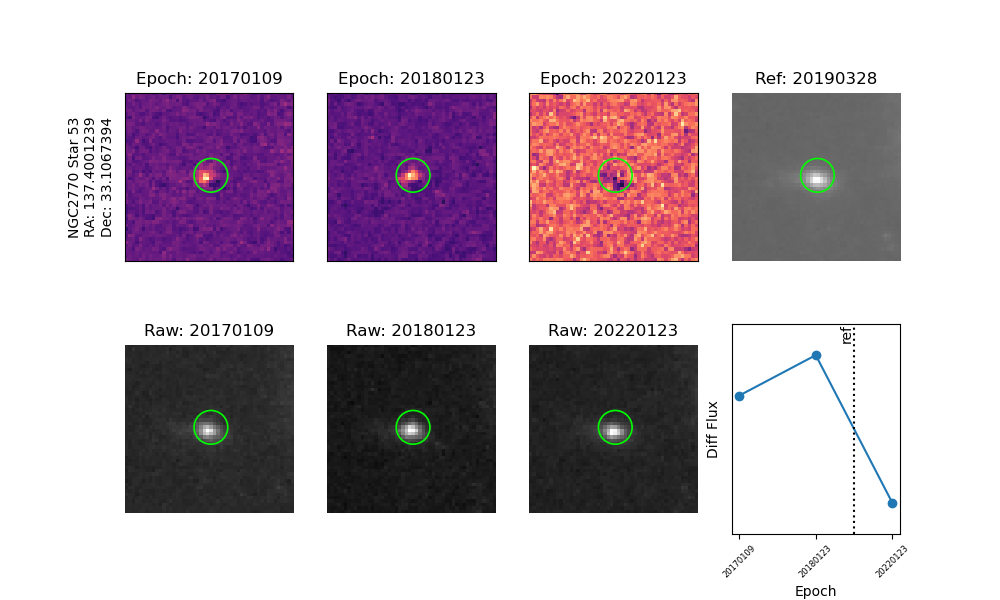 NGC2770 Star 53
RA: 137.4001239
Dec: 33.1067394
Epoch: 20170109
Epoch: 20180123
Epoch: 20220123
Ref: 20190328
Raw: 20170109
Raw: 20180123
Raw: 20220123
Diff Flux
ref
20170109
20180123
20220123
Epoch